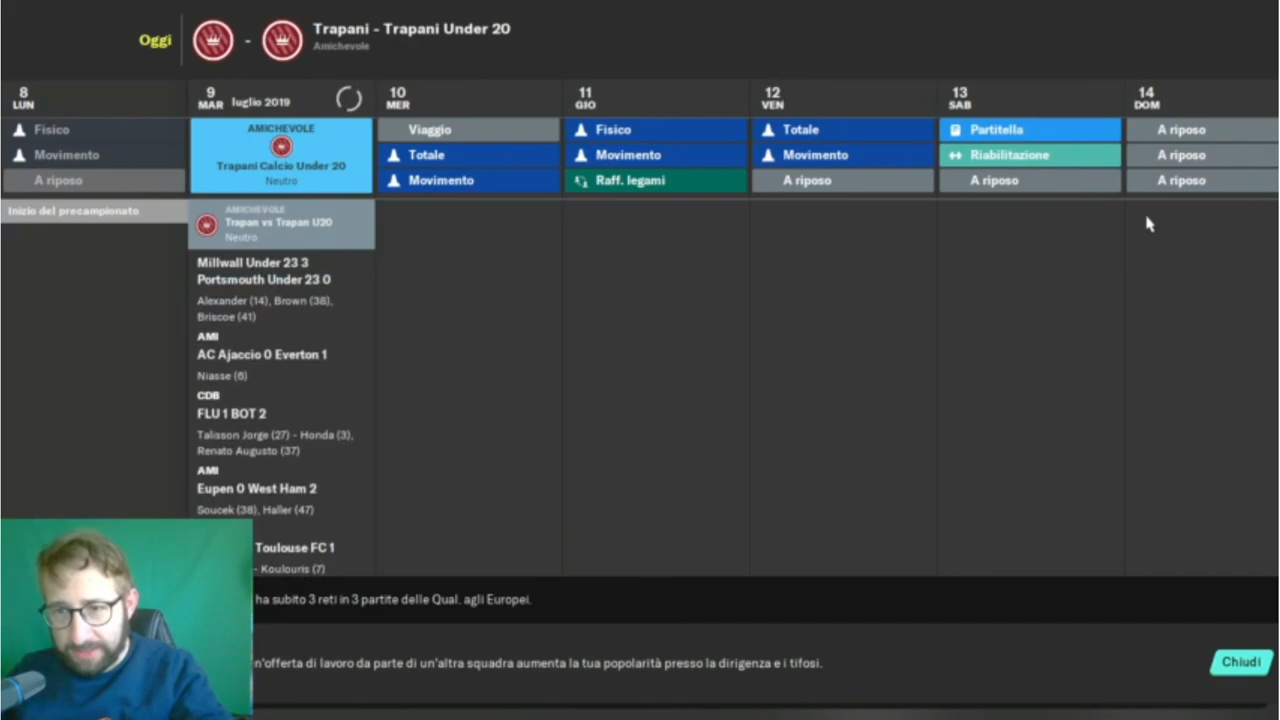 Oggi
-
Trapani - Trapani Under 20
Amichevole
8
LUN
9
MAR luglio 2019
10
MER
11
GIO
12
VEN
13
SAB
14
DOM
Fisico
Movimento
A riposo
AMICHEVOLE
Trapani Calcio Under 20
Neutro
Viaggio
Totale
Movimento
Fisico
Movimento
Raff. legami
Totale
Movimento
A riposo
Partitella
Riabilitazione
A riposo
A riposo
A riposo
A riposo
Inizio del precampionato
AMICHEVOLE
Trapan vs Trapan U20
Neutro
Millwall Under 23 3
Portsmouth Under 23 0
Alexander (14), Brown (38),
Briscoe (41)
AMI
AC Ajaccio 0 Everton 1
Niasse (6)
CDB
FLU 1 BOT 2
Talisson Jorge (27) - Honda (3),
Renato Augusto (37)
AMI
Eupen 0 West Ham 2
Soucek (38), Haller (47)
Toulouse FC 1
- Koulouris (7)
ha subito 3 reti in 3 partite delle Qual. agli Europei.
n'offerta di lavoro da parte di un'altra squadra aumenta la tua popolarità presso la dirigenza e i tifosi.
Chiudi